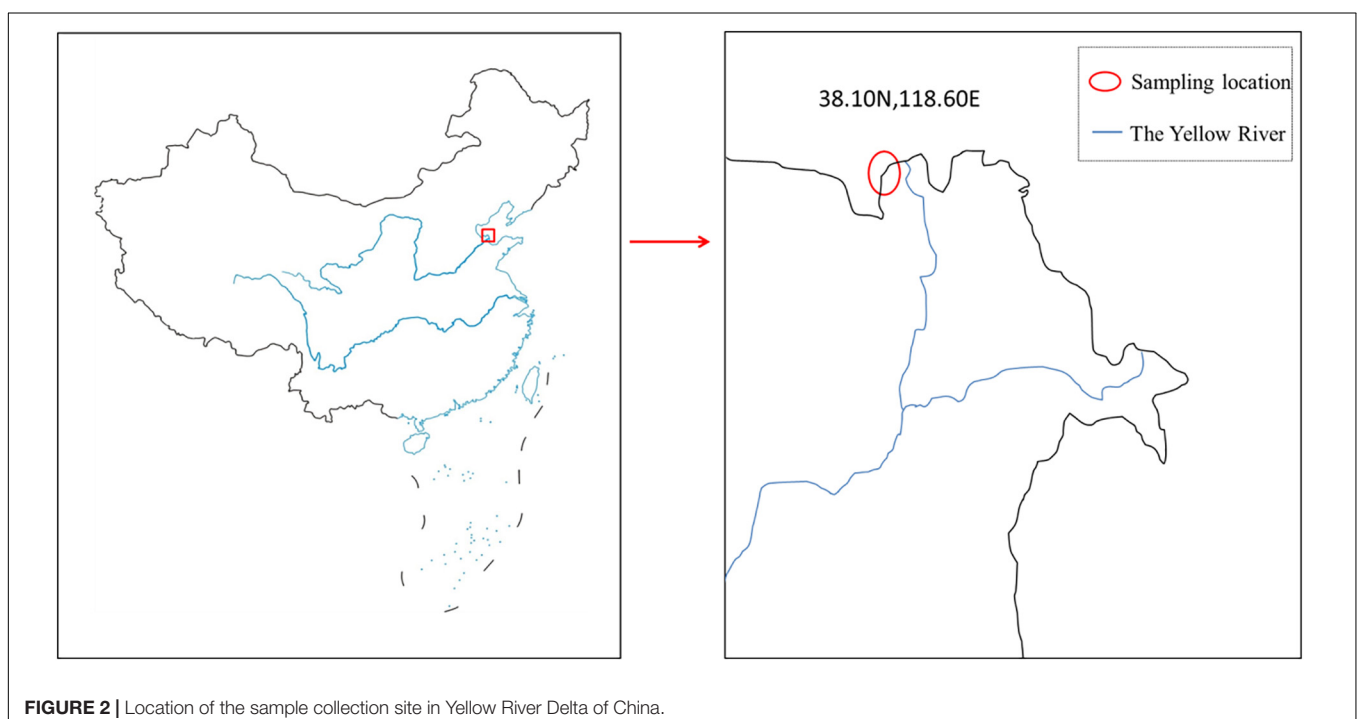 38.10N,118.60E
Sampling location
The Yellow River
FIGURE 2 | Location of the sample collection site in Yellow River Delta of China.